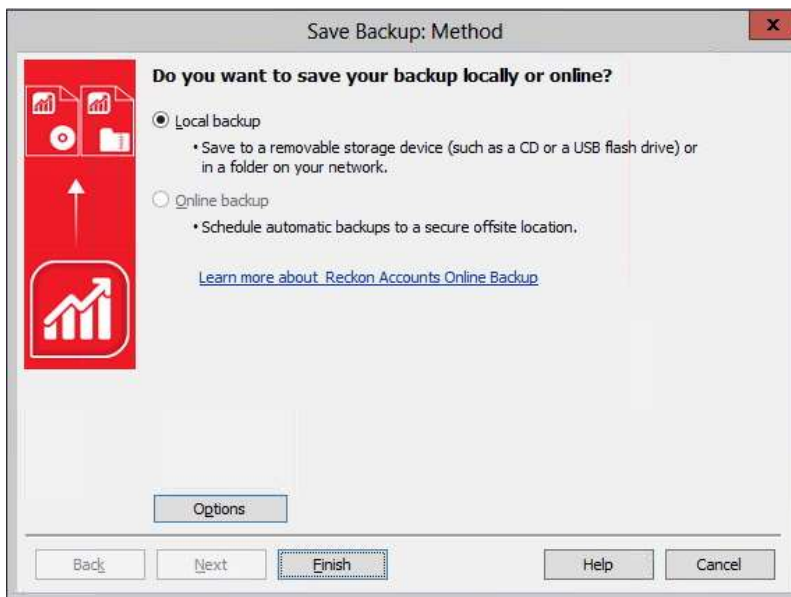 Save Backup: Method
x
Do you want to save your backup locally or online?
Local backup
• Save to a removable storage device (such as a CD or a USB flash drive) or
in a folder on your network.
Online backup
• Schedule automatic backups to a secure offsite location.
Learn more about Reckon Accounts Online Backup
Options
Back
Next
Finish
Help
Cancel